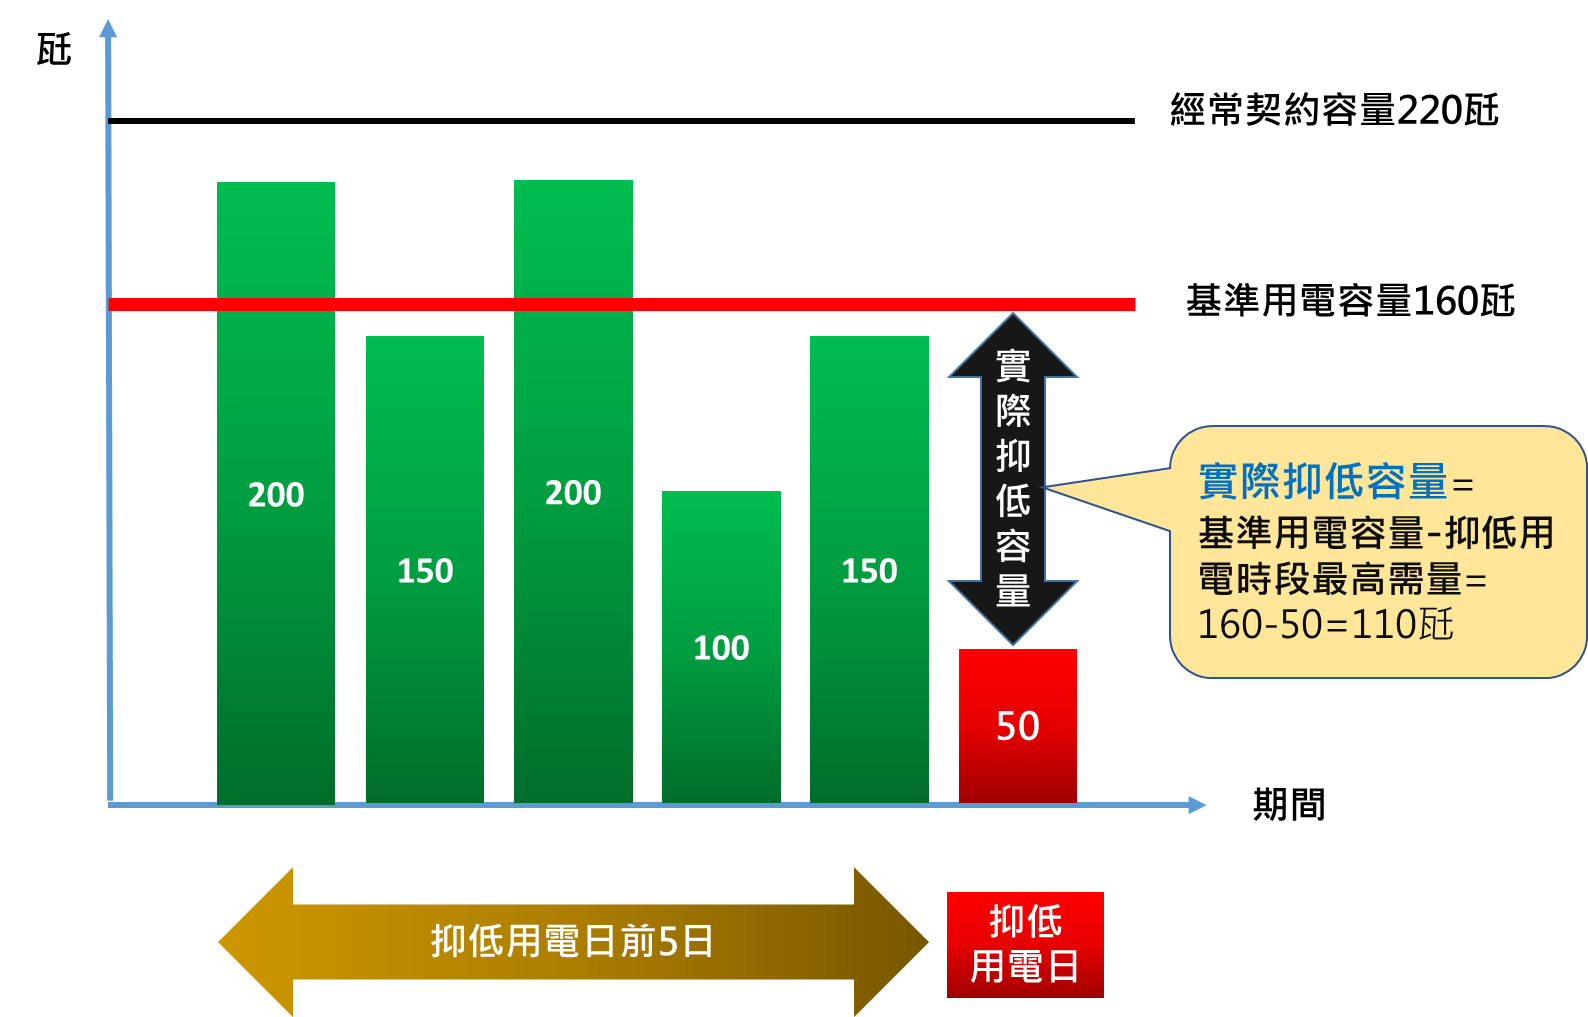 瓩
經常契約容量220瓩
基準用電容量160瓩
實際抑低容量
實際抑低容量=
基準用電容量-抑低用
電時段最高需量=
160-50=110瓩
200
150
200
100
150
50
期間
抑低用電日前5日
抑低
用電日